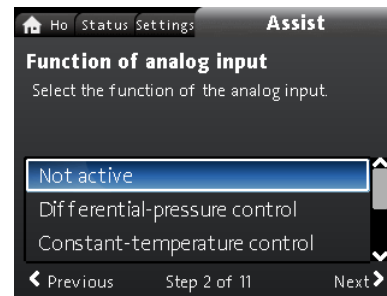 Ho Status Settings Assist
Function of analog input
Select the function of the analog input.
Not active
Differential-pressure control
Constant-temperature control
Previous Step 2 of 11 Next